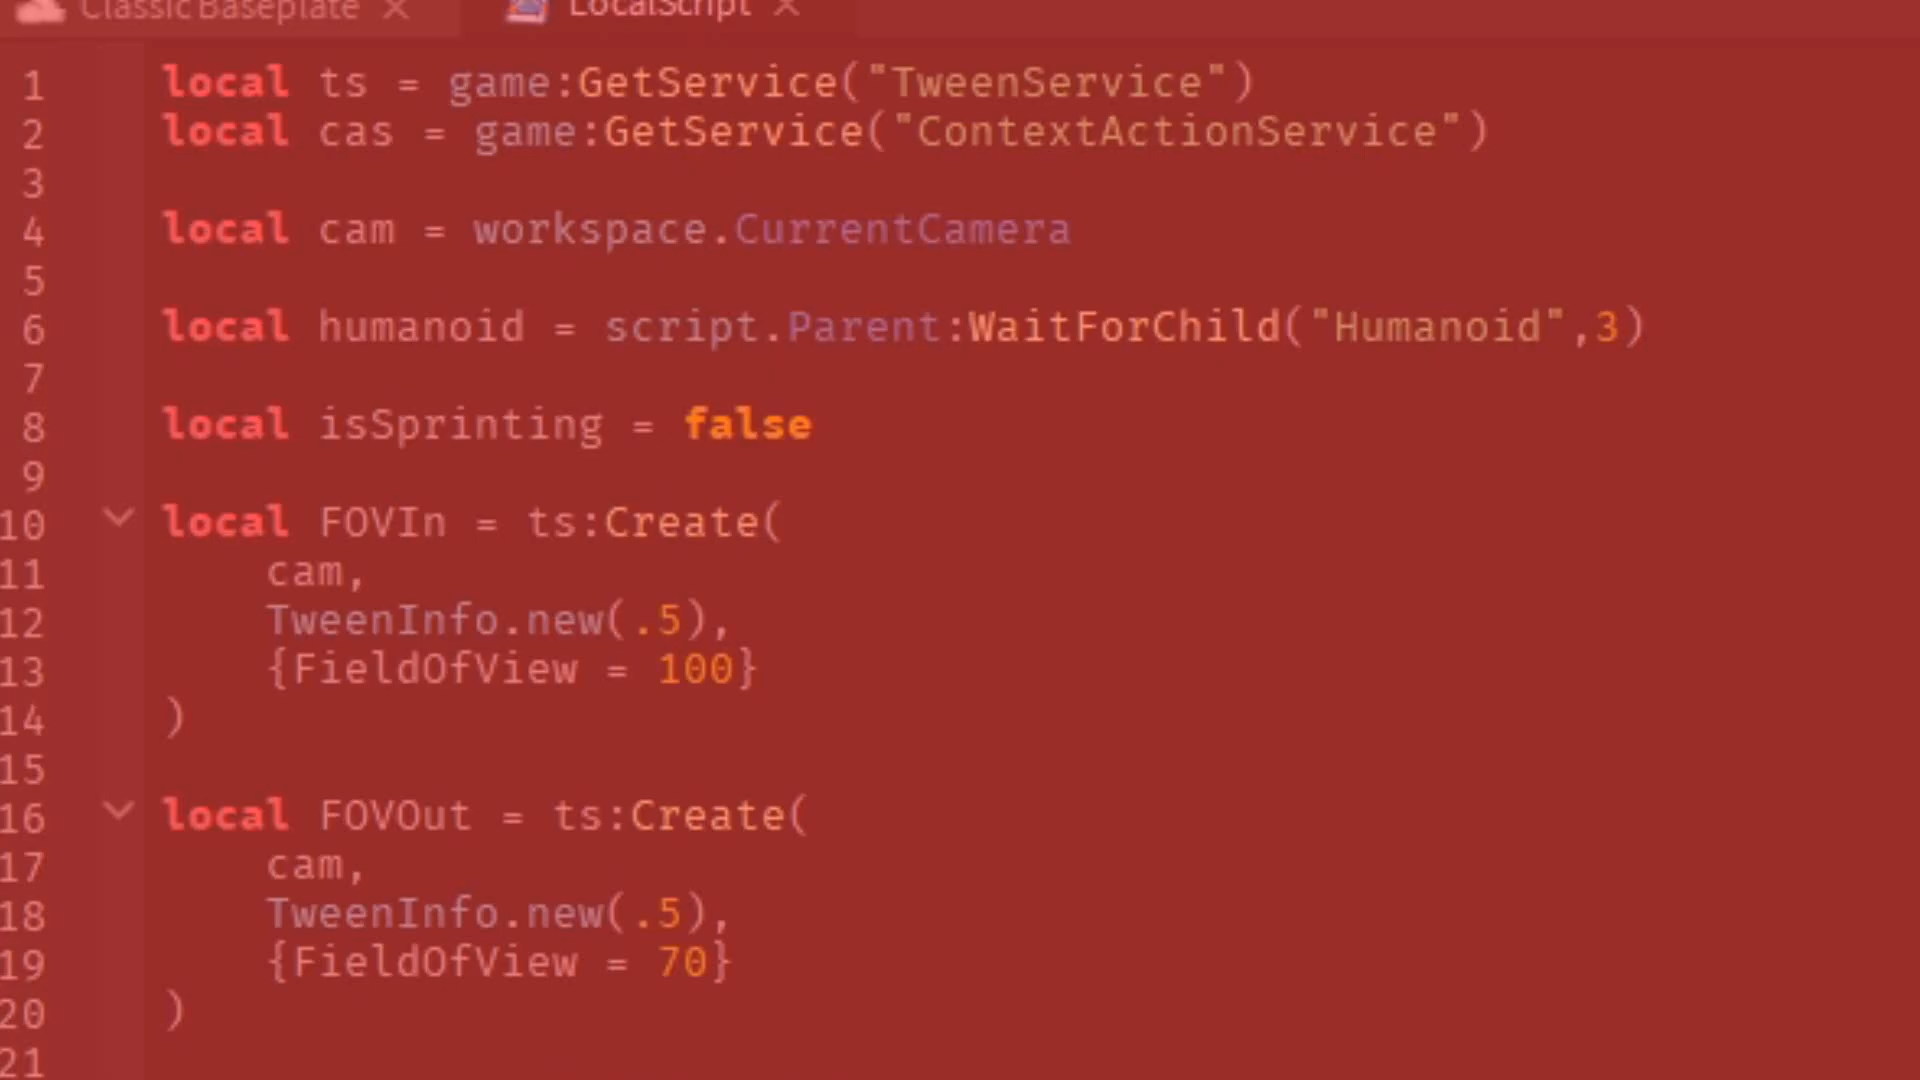 Classic Baseplate ×
LocalScript ×
1 local ts = game:GetService("TweenService")
2 local cas = game:GetService("ContextActionService")
3
4 local cam = workspace.CurrentCamera
5
6 local humanoid = script.Parent:WaitForChild("Humanoid",3)
7
8 local isSprinting = false
9
10 local FOVIn = ts:Create(
11 cam,
12 TweenInfo.new(.5),
13 {FieldOfView = 100}
14 )
15
16 local FOVOut = ts:Create(
17 cam,
18 TweenInfo.new(.5),
19 {FieldOfView = 70}
20 )
21